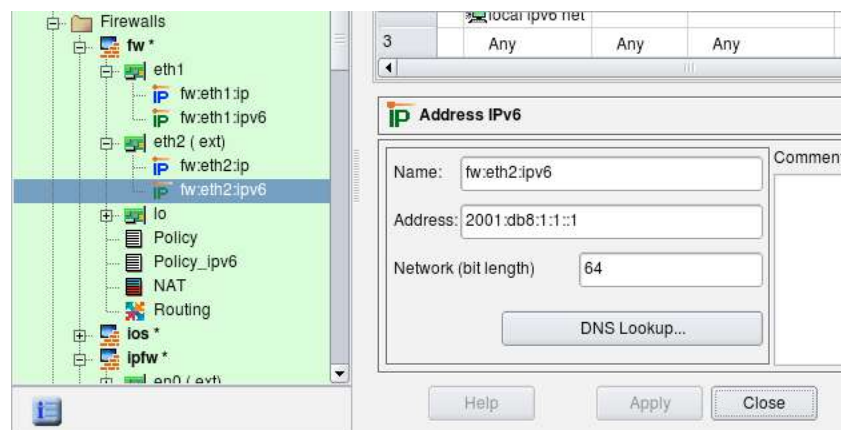 Firewalls
fw *
eth1
fw:eth1:ip
fw:eth1:ipv6
eth2 ( ext)
fw:eth2:ip
fw:eth2:ipv6
lo
Policy
Policy_ipv6
NAT
Routing
ios *
ipfw *
en0 ( ext)
i
local ipv6 net
3 Any Any Any
IP Address IPv6
Name: fw:eth2:ipv6
Address: 2001:db8:1:1::1
Network (bit length) 64
DNS Lookup...
Commen
Help Apply Close